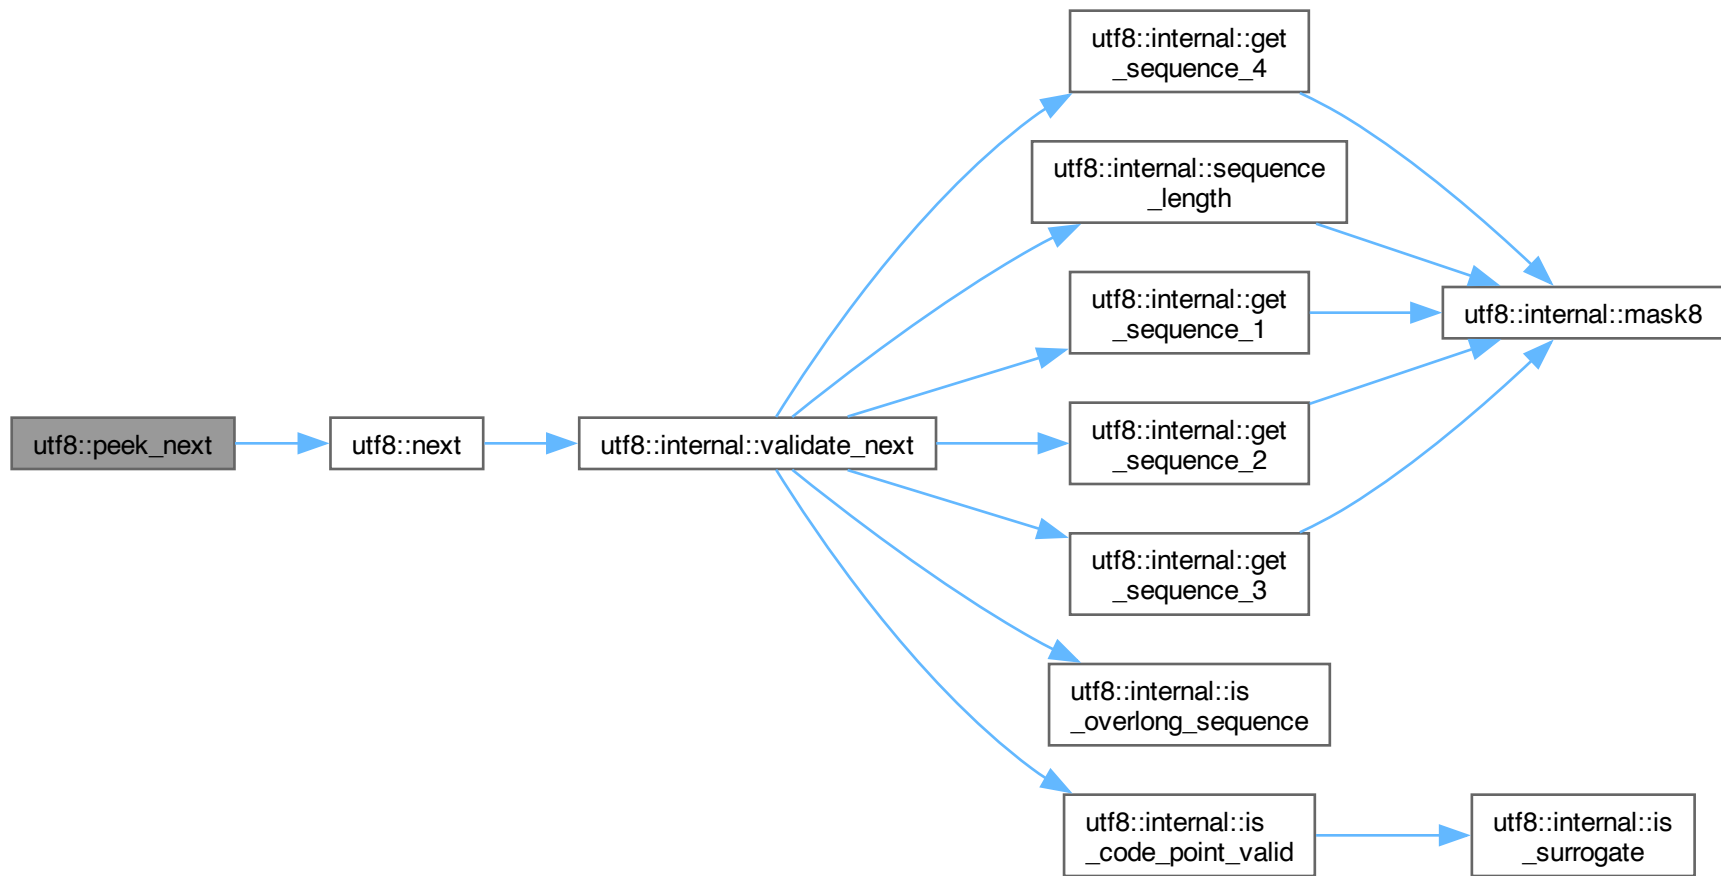 utf8::internal::get
_sequence_4
utf8::internal::sequence
_length
utf8::internal::get
_sequence_1
utf8::internal::mask8
utf8::peek_next
utf8::next
utf8::internal::validate_next
utf8::internal::get
_sequence_2
utf8::internal::get
_sequence_3
utf8::internal::is
_overlong_sequence
utf8::internal::is
_code_point_valid
utf8::internal::is
_surrogate